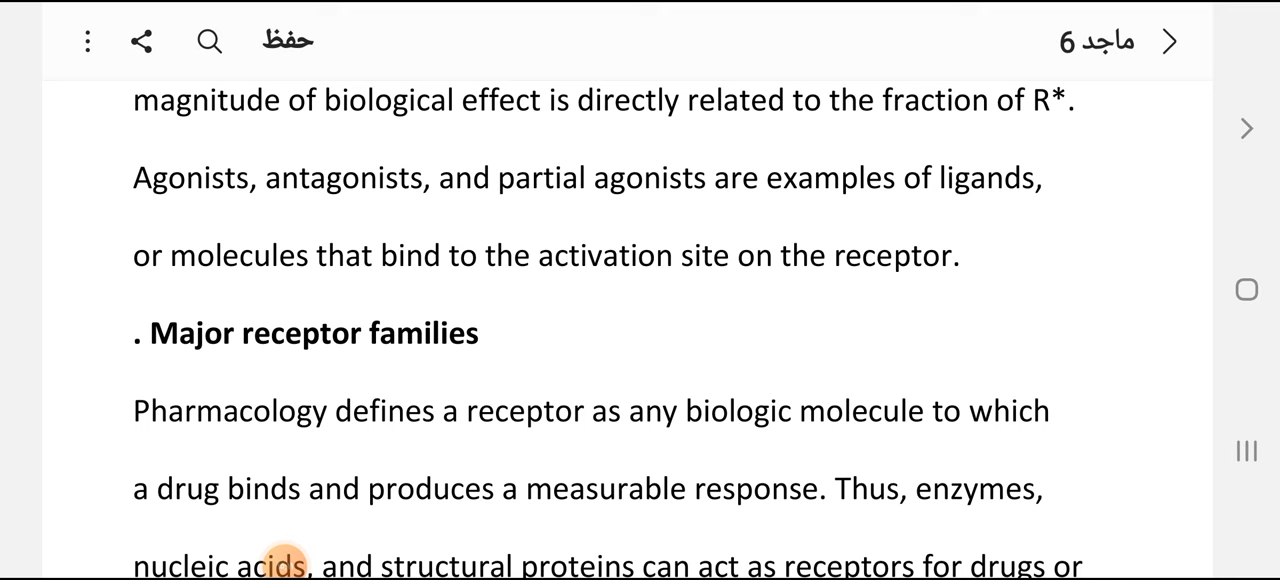 حفظ
ماجد 6
magnitude of biological effect is directly related to the fraction of R*.
Agonists, antagonists, and partial agonists are examples of ligands,
or molecules that bind to the activation site on the receptor.
. Major receptor families
Pharmacology defines a receptor as any biologic molecule to which
a drug binds and produces a measurable response. Thus, enzymes,
nucleic acids, and structural proteins can act as receptors for drugs or